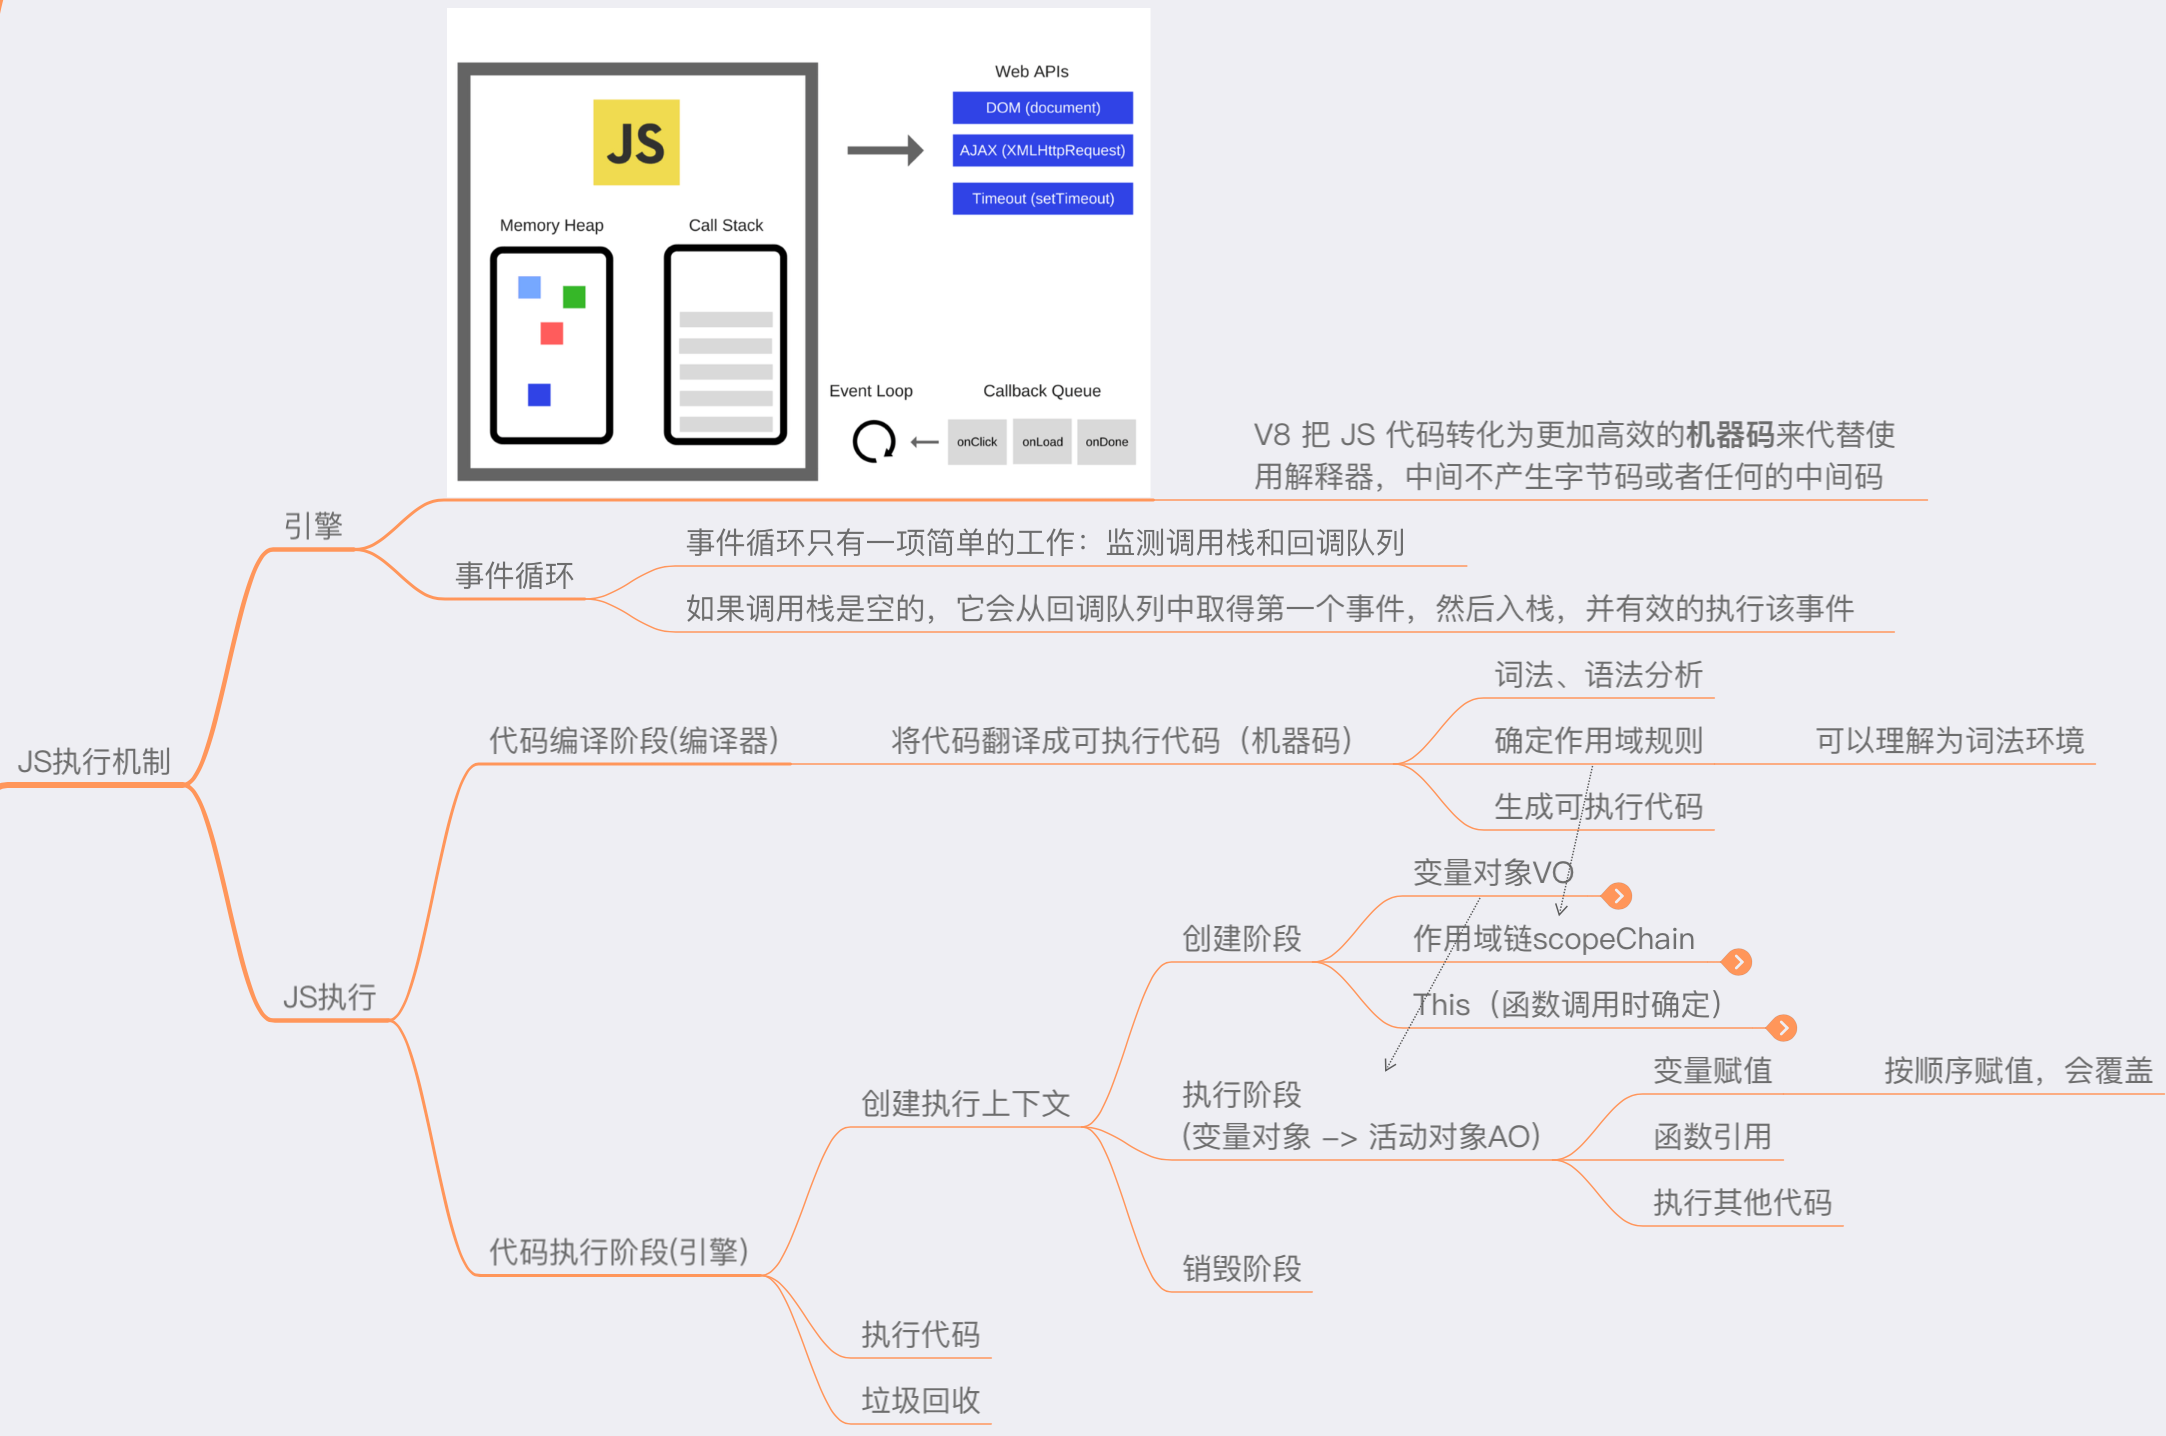 Web APIs
DOM (document)
AJAX (XMLHttpRequest)
Timeout (setTimeout)
JS
Memory Heap
Call Stack
Event Loop
Callback Queue
onClick
onLoad
onDone
V8 把 JS 代码转化为更加高效的机器码来代替使
用解释器，中间不产生字节码或者任何的中间码
引擎
事件循环
事件循环只有一项简单的工作：监测调用栈和回调队列
如果调用栈是空的，它会从回调队列中取得第一个事件，然后入栈，并有效的执行该事件
JS执行机制
JS执行
代码编译阶段(编译器)
将代码翻译成可执行代码（机器码）
词法、语法分析
确定作用域规则
可以理解为词法环境
生成可执行代码
代码执行阶段(引擎)
创建执行上下文
创建阶段
变量对象VO
作用域链scopeChain
This（函数调用时确定）
执行阶段
(变量对象 -> 活动对象AO)
变量赋值
按顺序赋值，会覆盖
函数引用
执行其他代码
销毁阶段
执行代码
垃圾回收